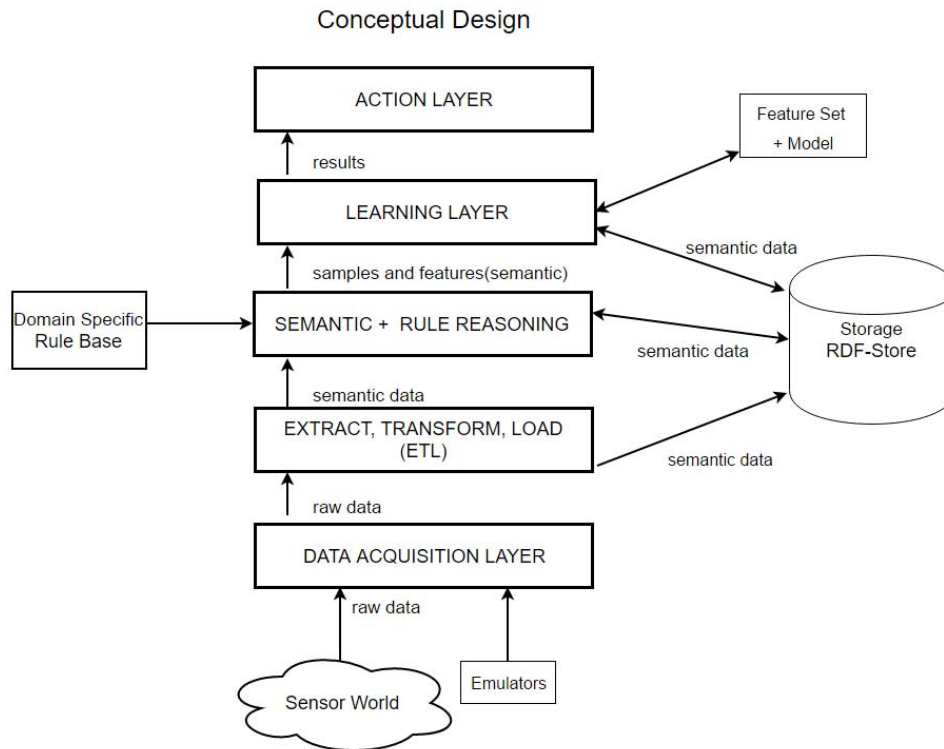 Conceptual Design
ACTION LAYER
Feature Set
+ Model
results
LEARNING LAYER
semantic data
samples and features(semantic)
Domain Specific
Rule Base
SEMANTIC + RULE REASONING
Storage
RDF-Store
semantic data
semantic data
EXTRACT, TRANSFORM, LOAD
(ETL)
semantic data
raw data
DATA ACQUISITION LAYER
raw data
Sensor World
Emulators